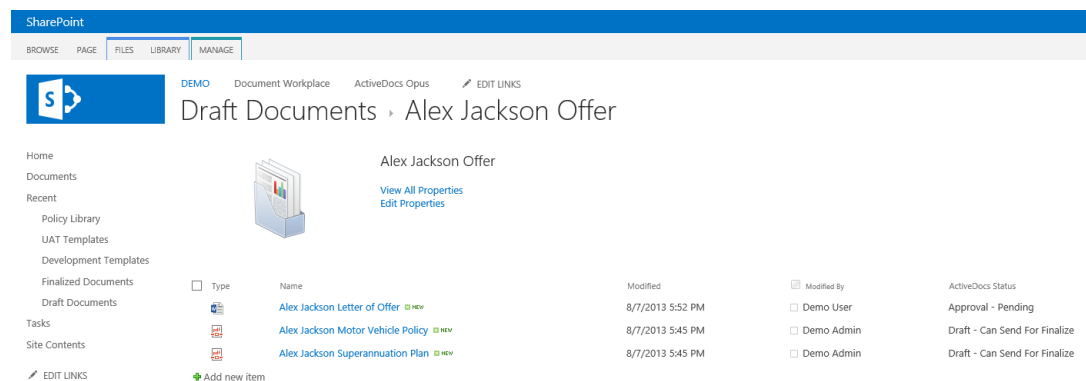 SharePoint
BROWSE PAGE FILES LIBRARY MANAGE
S
DEMO Document Workplace ActiveDocs Opus EDIT LINKS
Draft Documents Alex Jackson Offer
Home
Documents
Recent
Policy Library
UAT Templates
Development Templates
Finalized Documents
Draft Documents
Tasks
Site Contents
EDIT LINKS
Alex Jackson Offer
View All Properties
Edit Properties
Type Name Modified Modified By ActiveDocs Status
Alex Jackson Letter of Offer NEW 8/7/2013 5:52 PM Demo User Approval - Pending
Alex Jackson Motor Vehicle Policy NEW 8/7/2013 5:45 PM Demo Admin Draft - Can Send For Finalize
Alex Jackson Superannuation Plan NEW 8/7/2013 5:45 PM Demo Admin Draft - Can Send For Finalize
Add new item